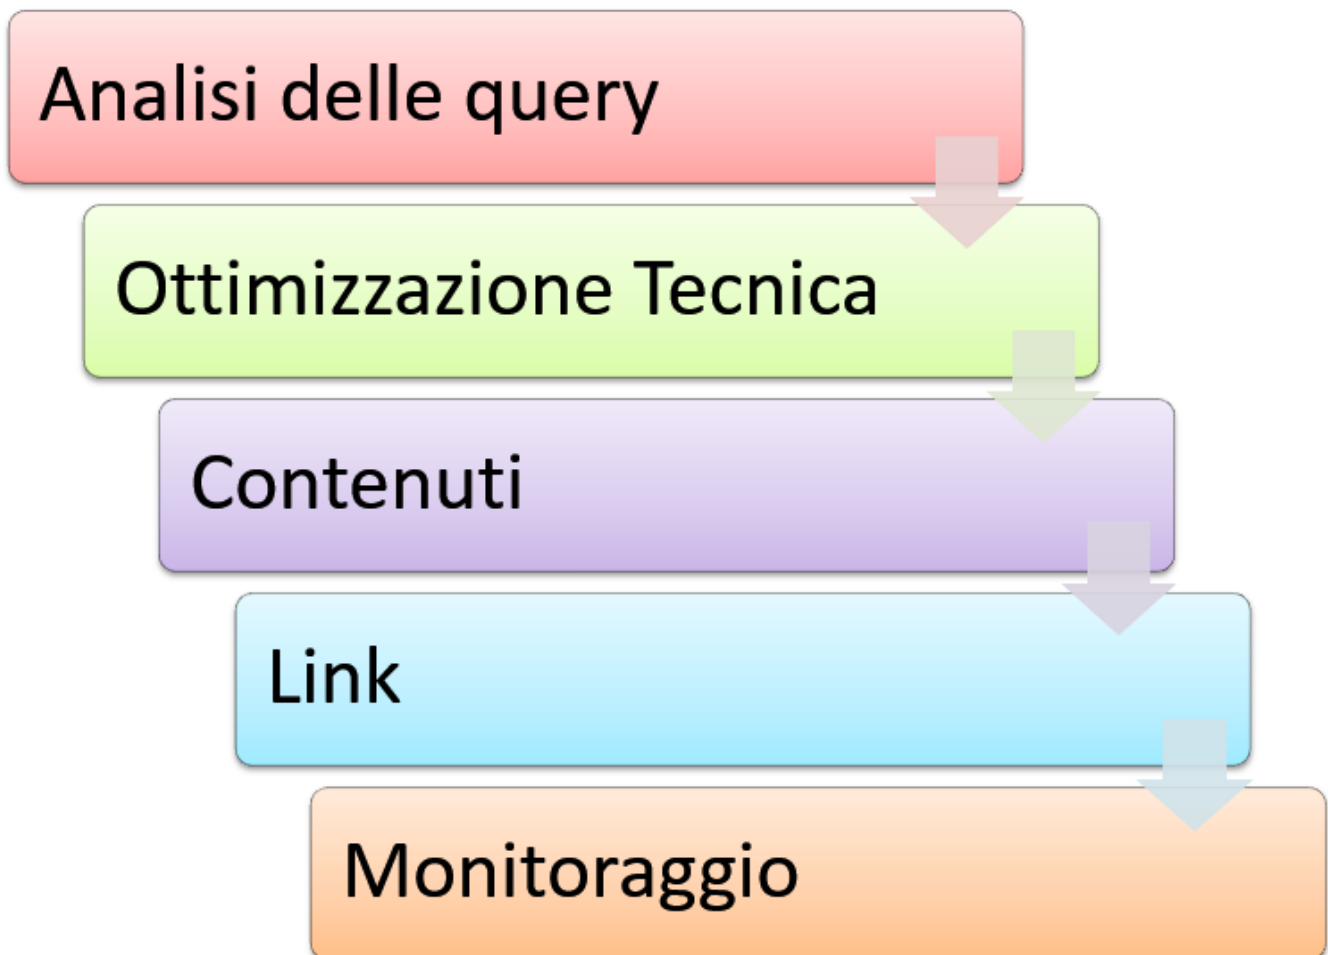 Analisi delle query
Ottimizzazione Tecnica
Contenuti
Link
Monitoraggio